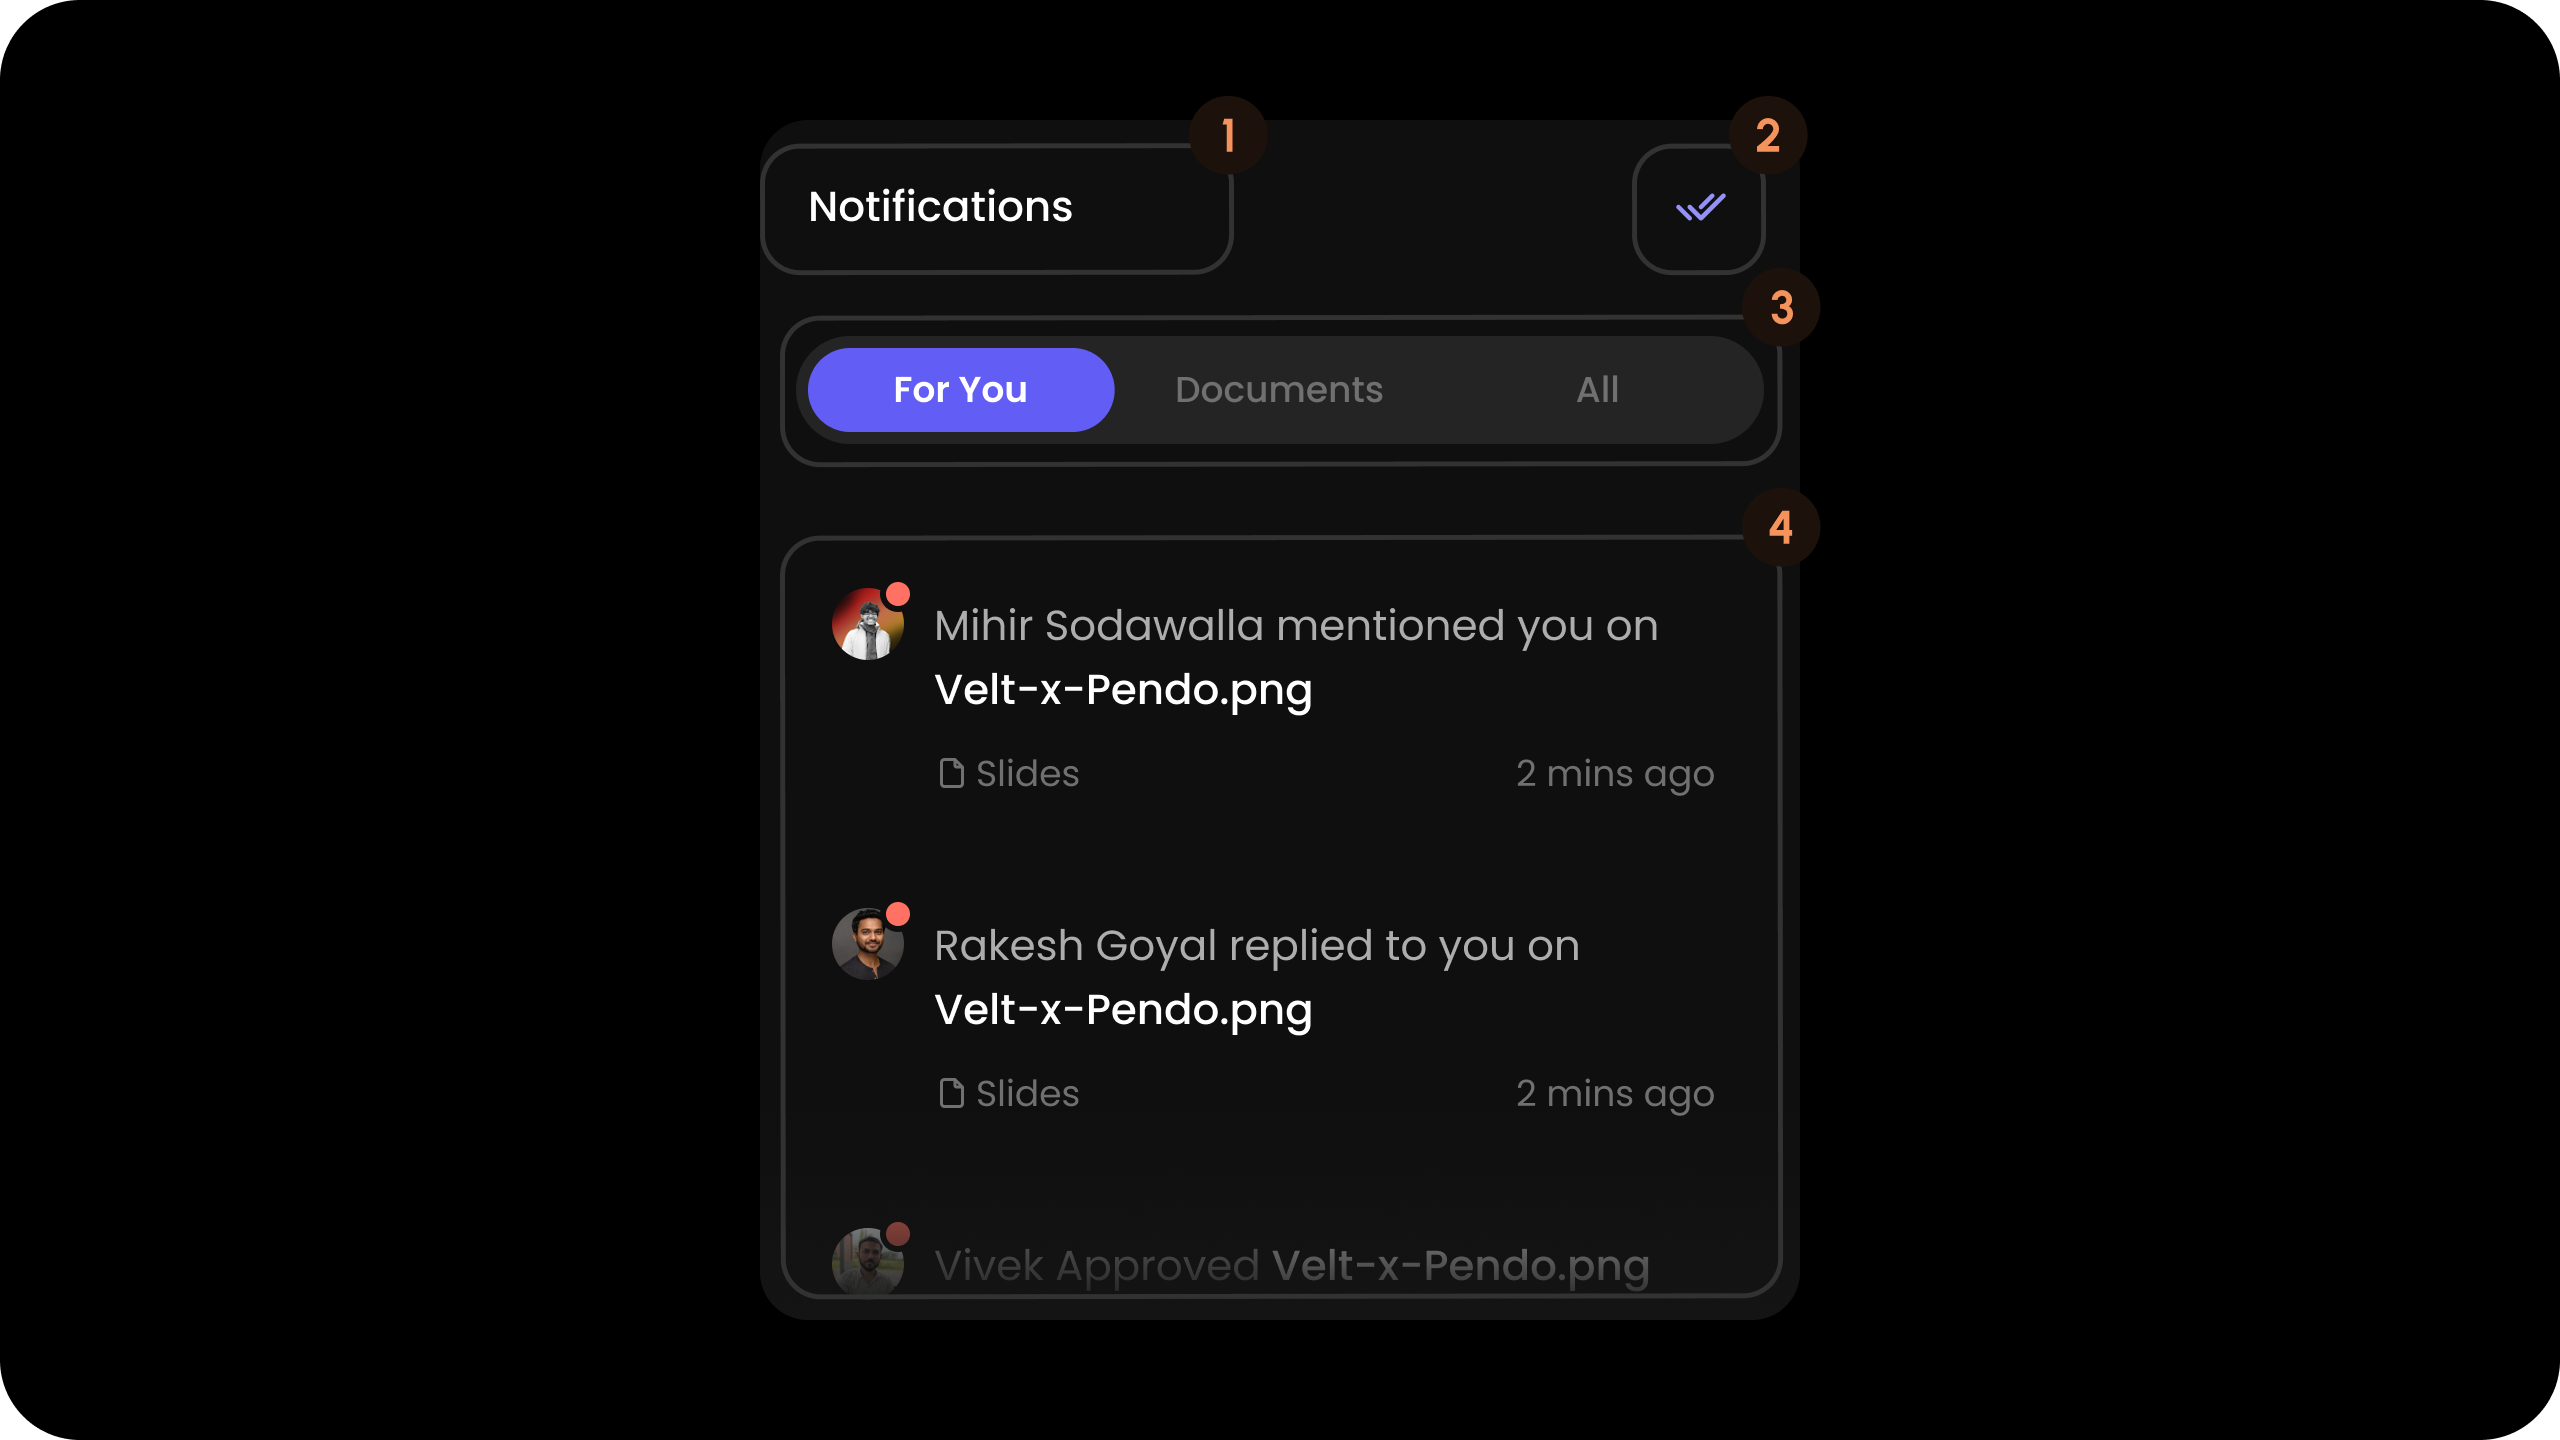 1
2
Notifications
3
For You
Documents
All
4
Mihir Sodawalla mentioned you on
Velt-x-Pendo.png
Slides
2 mins ago
Rakesh Goyal replied to you on
Velt-x-Pendo.png
Slides
2 mins ago
Vivek Approved Velt-x-Pendo.png